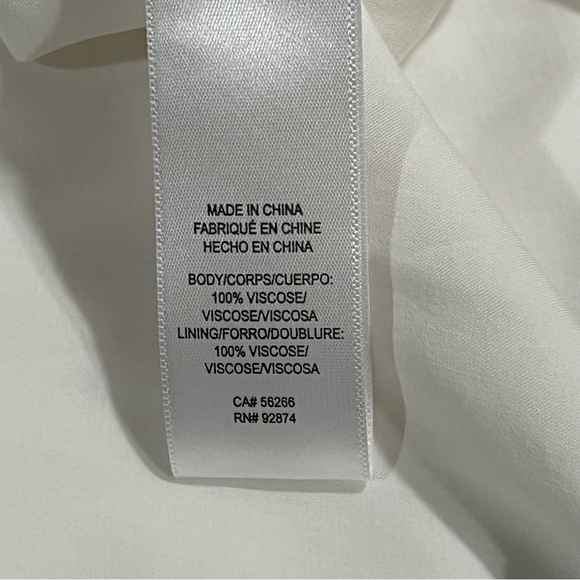 MADE IN CHINA
FABRIQUÉ EN CHINE
HECHO EN CHINA
BODY/CORPS/CUERPO:
100% VISCOSE/
VISCOSE/VISCOSA
LINING/FORRO/DOUBLURE:
100% VISCOSE/
VISCOSE/VISCOSA
CA# 56266
RN# 92874